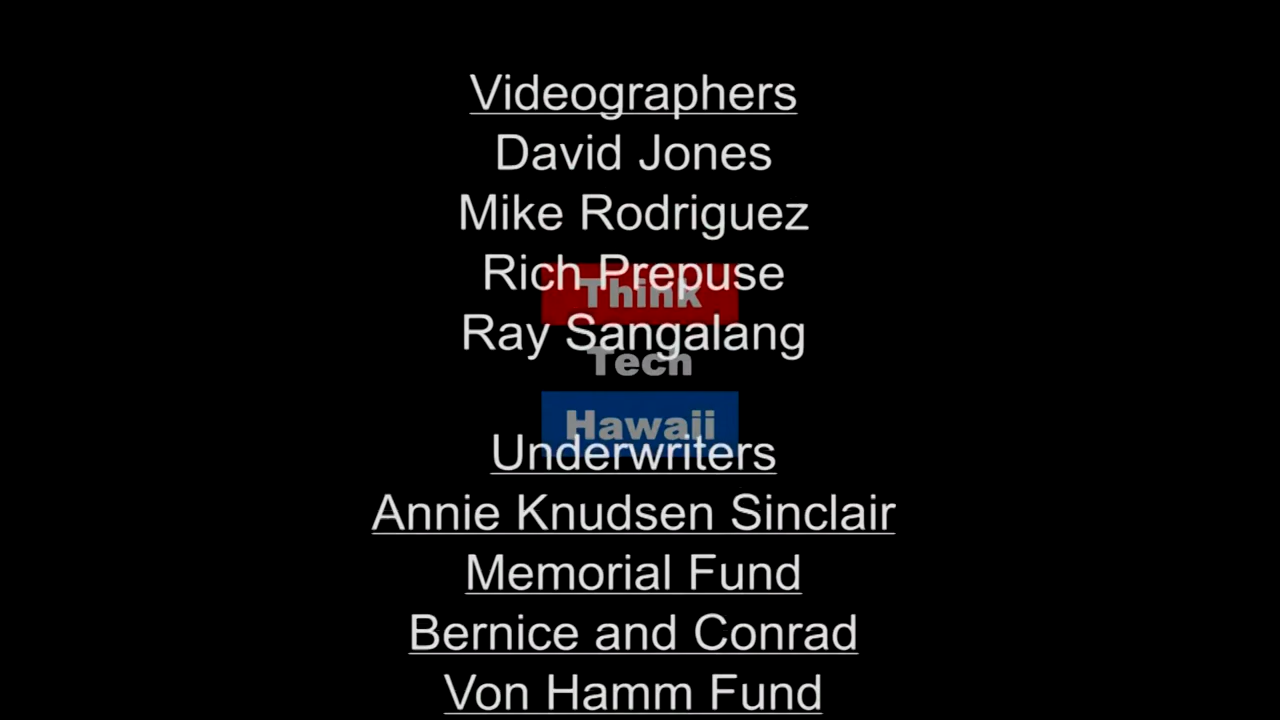 Videographers
David Jones
Mike Rodriguez
Rich Prepuse
Think
Ray Sangalang
Tech
Hawaii
Underwriters
Annie Knudsen Sinclair
Memorial Fund
Bernice and Conrad
Von Hamm Fund